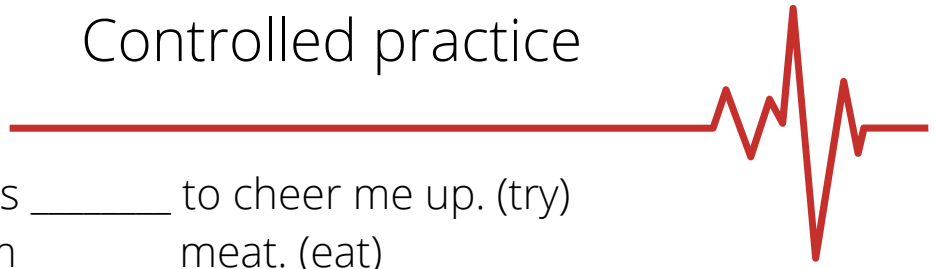 Controlled practice
s ________ to cheer me up. (try)
meat. (eat)